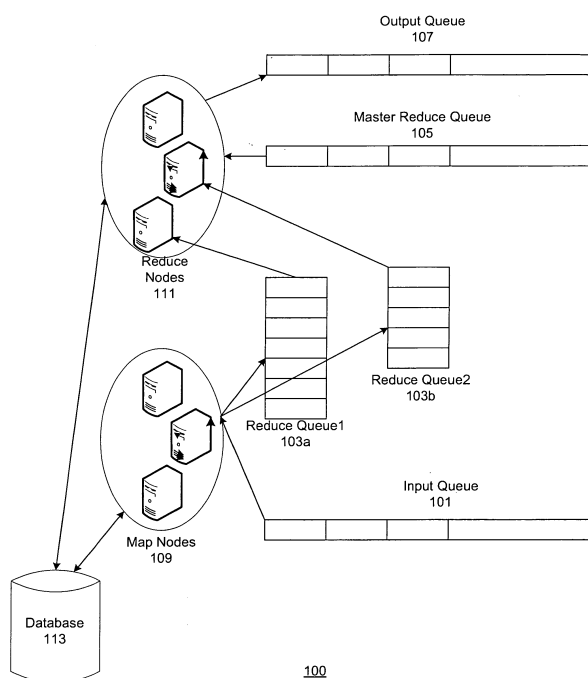 Output Queue
107
Master Reduce Queue
105
Reduce
Nodes
111
Reduce Queue2
103b
Reduce Queue1
103a
Input Queue
101
Map Nodes
109
Database
113
100